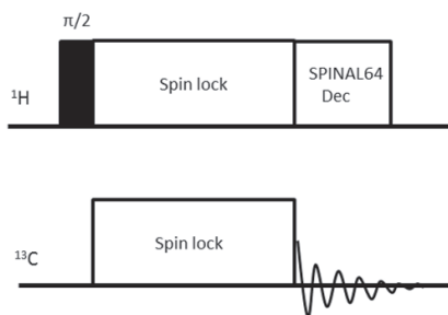 π/2
¹H
Spin lock
SPINAL64
Dec
¹³C
Spin lock